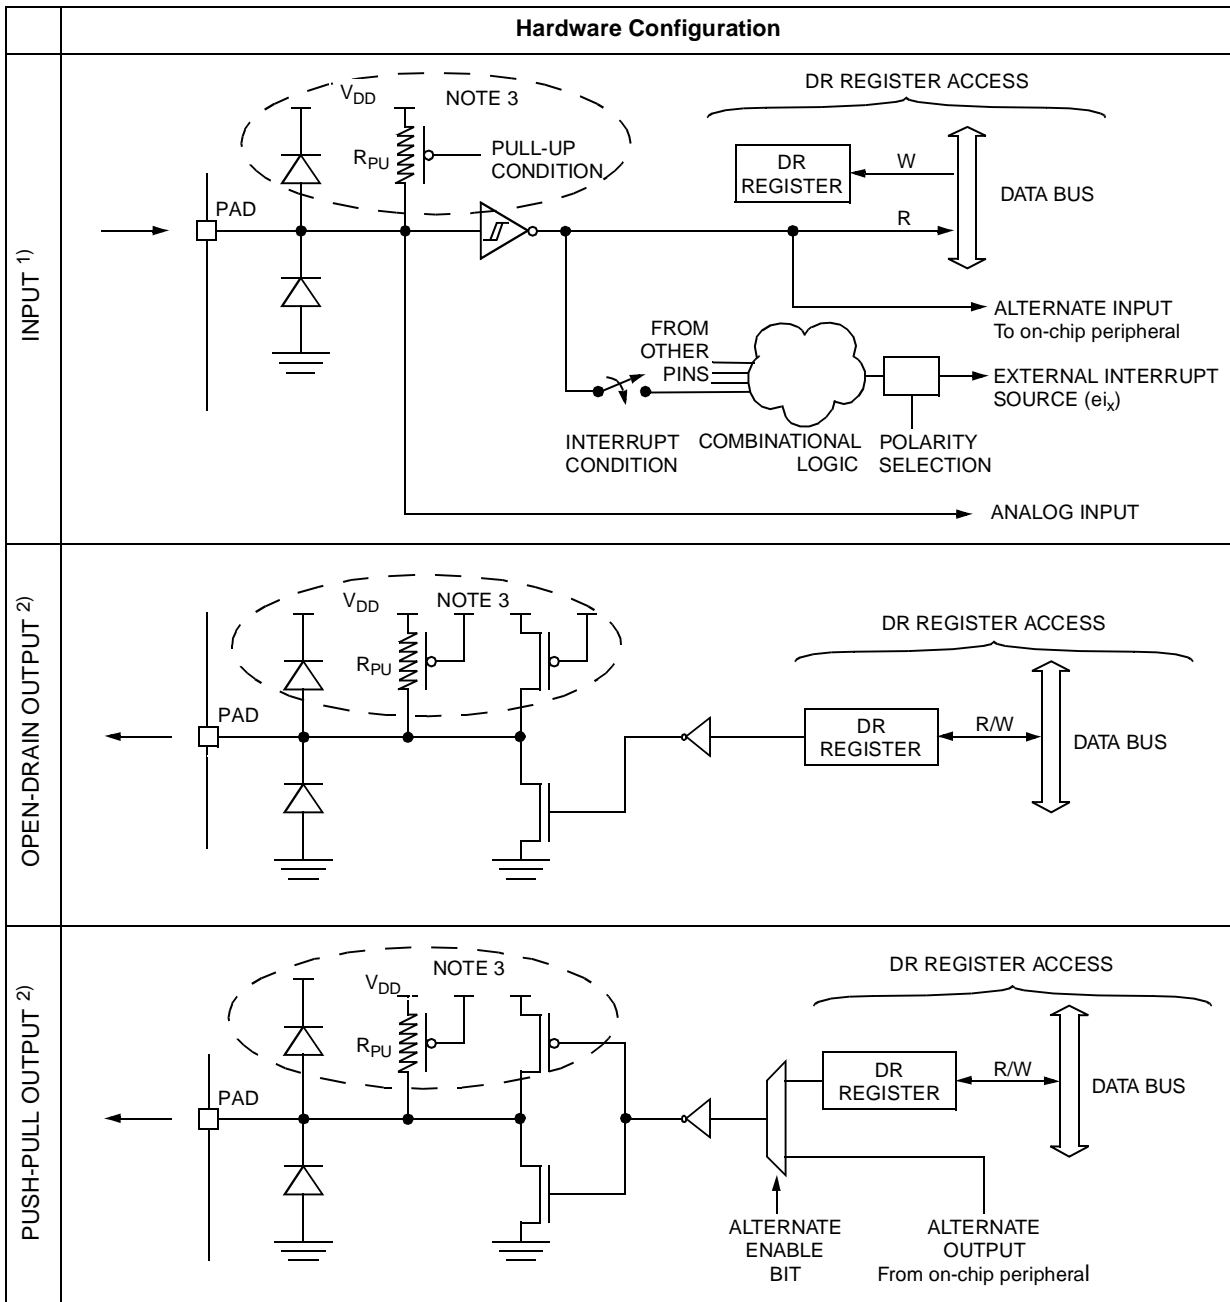 Hardware Configuration
INPUT 1)
VDD
NOTE 3
RPU
PULL-UP
CONDITION
PAD
DR REGISTER ACCESS
DR
REGISTER
W
R
DATA BUS
ALTERNATE INPUT
To on-chip peripheral
FROM
OTHER
PINS
EXTERNAL INTERRUPT
SOURCE (eix)
INTERRUPT
CONDITION
COMBINATIONAL
LOGIC
POLARITY
SELECTION
ANALOG INPUT
OPEN-DRAIN OUTPUT 2)
VDD
NOTE 3
RPU
PAD
DR REGISTER ACCESS
DR
REGISTER
R/W
DATA BUS
PUSH-PULL OUTPUT 2)
NOTE 3
VDD
RPU
PAD
DR REGISTER ACCESS
DR
REGISTER
R/W
DATA BUS
ALTERNATE
ENABLE
BIT
ALTERNATE
OUTPUT
From on-chip peripheral